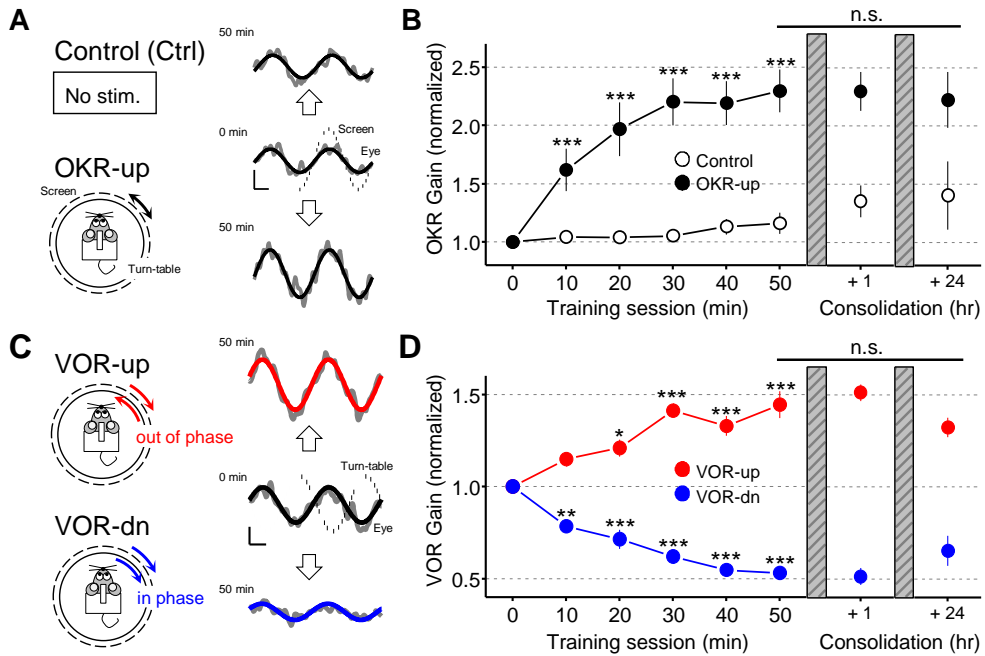 A
Control (Ctrl)
No stim.
OKR-up
Screen
Turn-table
50 min
0 min
Screen
Eye
50 min
B
n.s.
OKR Gain (normalized)
2.5
2.0
1.5
1.0
***
***
***
***
***
Control
OKR-up
0 10 20 30 40 50 + 1 + 24
Training session (min) Consolidation (hr)
C
VOR-up
out of phase
VOR-dn
in phase
50 min
0 min
Turn-table
Eye
50 min
D
n.s.
VOR Gain (normalized)
1.5
1.0
0.5
*
***
***
***
VOR-up
VOR-dn
**
***
***
***
***
0 10 20 30 40 50 + 1 + 24
Training session (min) Consolidation (hr)